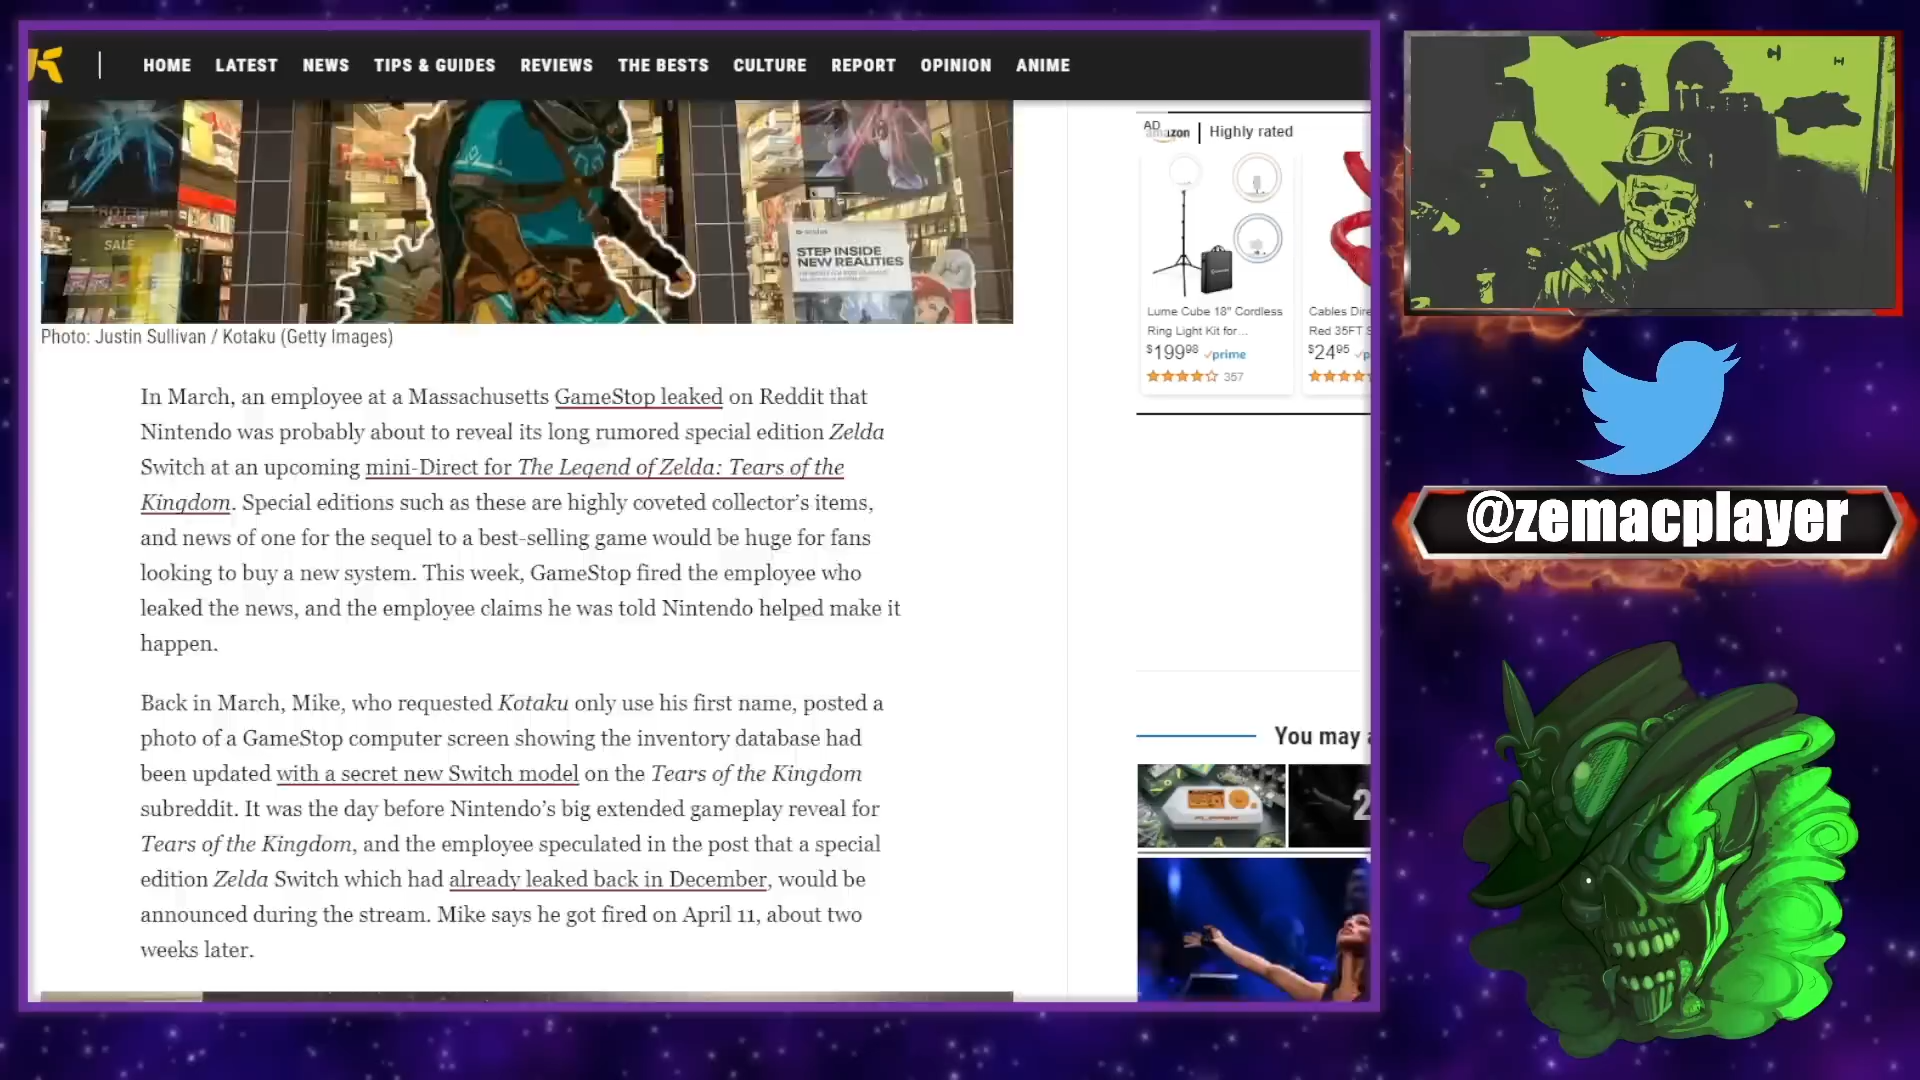 HOME LATEST NEWS TIPS & GUIDES REVIEWS THE BESTS CULTURE REPORT OPINION ANIME
SALE
oculus
STEP INSIDE
NEW REALITIES
Photo: Justin Sullivan / Kotaku (Getty Images)
In March, an employee at a Massachusetts GameStop leaked on Reddit that
Nintendo was probably about to reveal its long rumored special edition Zelda
Switch at an upcoming mini-Direct for The Legend of Zelda: Tears of the
Kingdom. Special editions such as these are highly coveted collector's items,
and news of one for the sequel to a best-selling game would be huge for fans
looking to buy a new system. This week, GameStop fired the employee who
leaked the news, and the employee claims he was told Nintendo helped make it
happen.
Back in March, Mike, who requested Kotaku only use his first name, posted a
photo of a GameStop computer screen showing the inventory database had
been updated with a secret new Switch model on the Tears of the Kingdom
subreddit. It was the day before Nintendo's big extended gameplay reveal for
Tears of the Kingdom, and the employee speculated in the post that a special
edition Zelda Switch which had already leaked back in December, would be
announced during the stream. Mike says he got fired on April 11, about two
weeks later.
AD
amazon | Highly rated
Lume Cube 18" Cordless
Ring Light Kit for...
$199.98 prime
357
Cables Dire
Red 35FT S
$24.95 p
You may a
FLIPPER
2
@zemacplayer